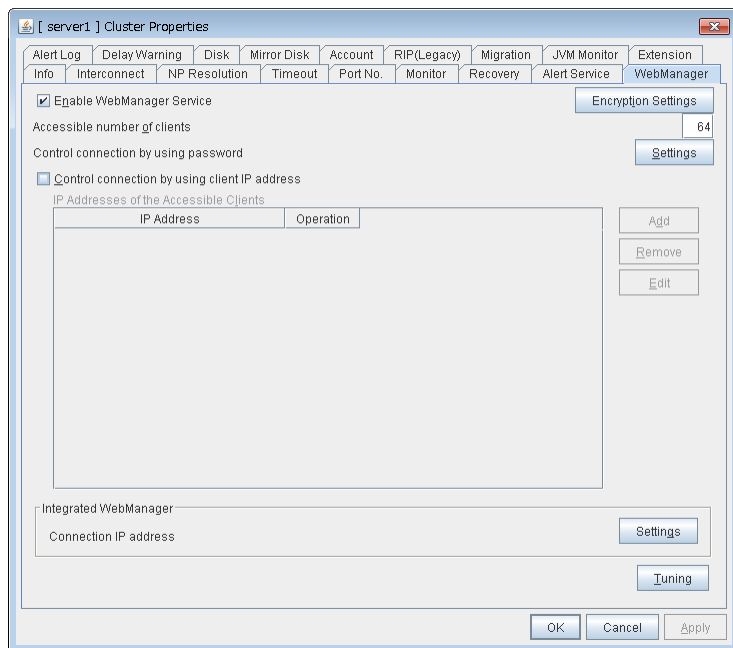 [ server1 ] Cluster Properties
Alert Log Delay Warning Disk Mirror Disk Account RIP(Legacy) Migration JVM Monitor Extension
Info Interconnect NP Resolution Timeout Port No. Monitor Recovery Alert Service WebManager
Enable WebManager Service Encryption Settings
Accessible number of clients 64
Control connection by using password Settings
Control connection by using client IP address
IP Addresses of the Accessible Clients
IP Address Operation
Add
Remove
Edit
Integrated WebManager
Connection IP address Settings
Tuning
OK Cancel Apply